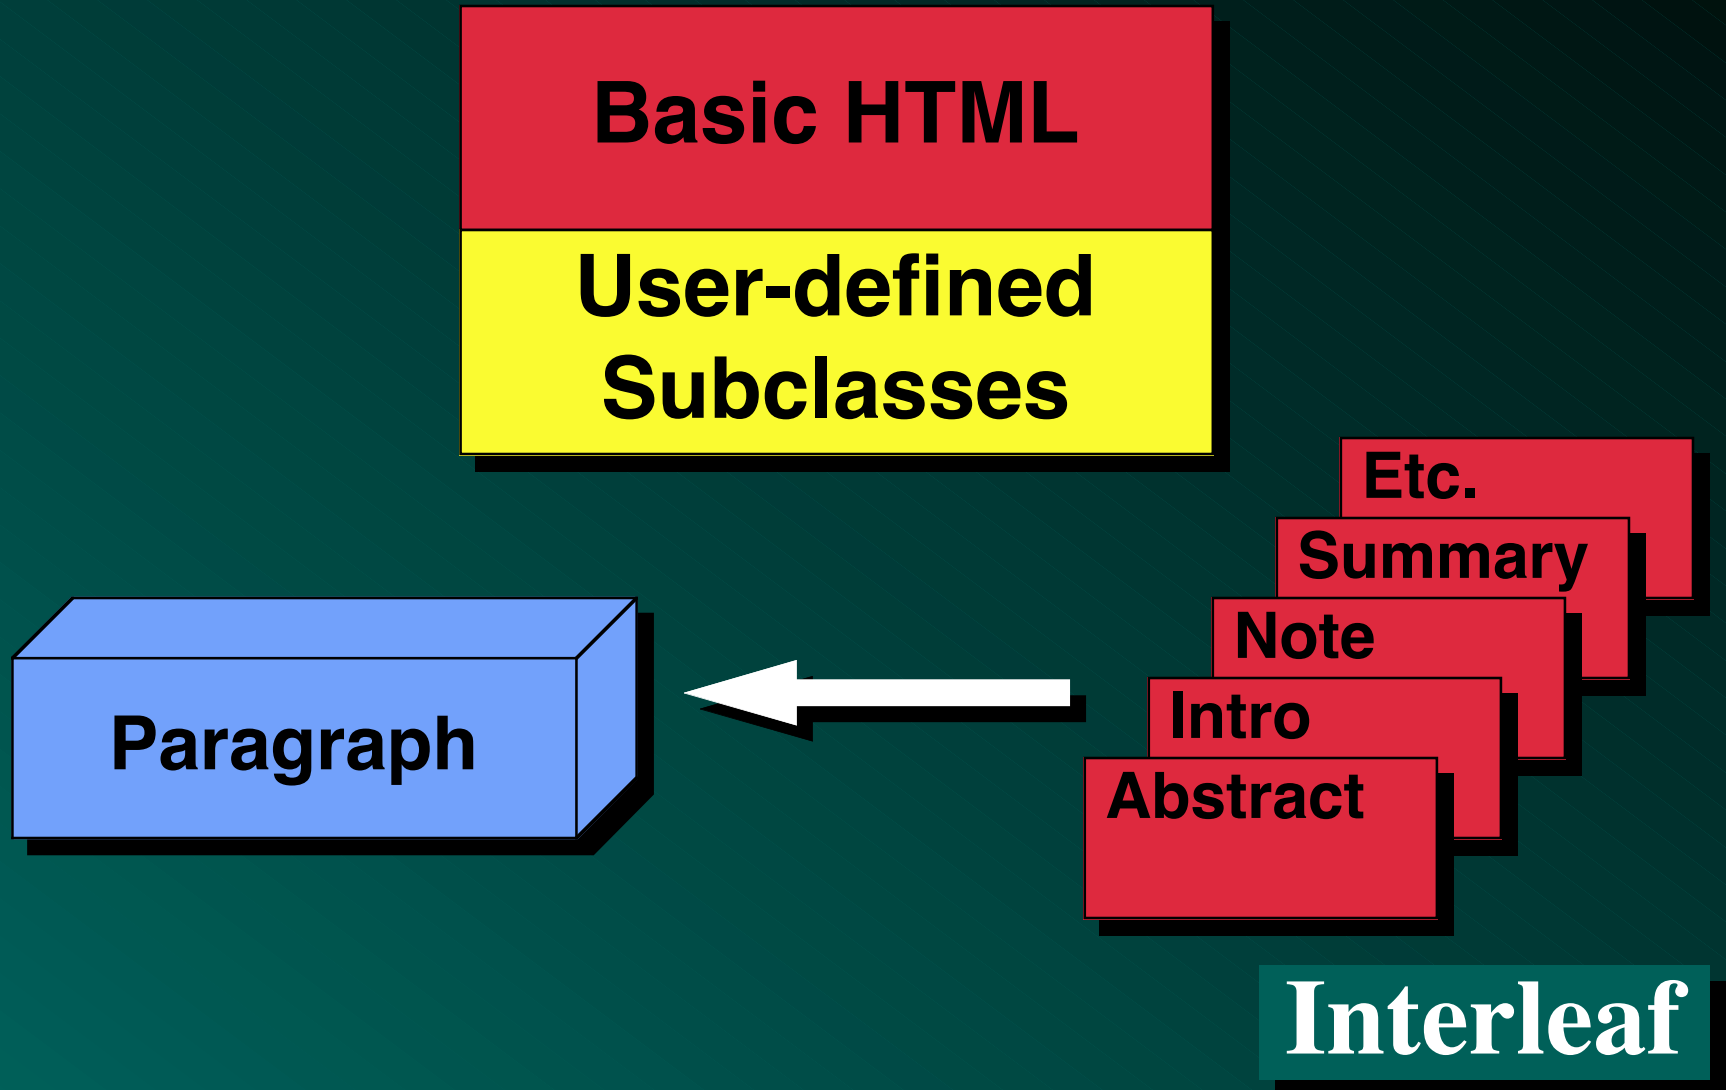 Basic HTML
User-defined
Subclasses
Etc.
Summary
Note
Intro
Abstract
Paragraph
Interleaf